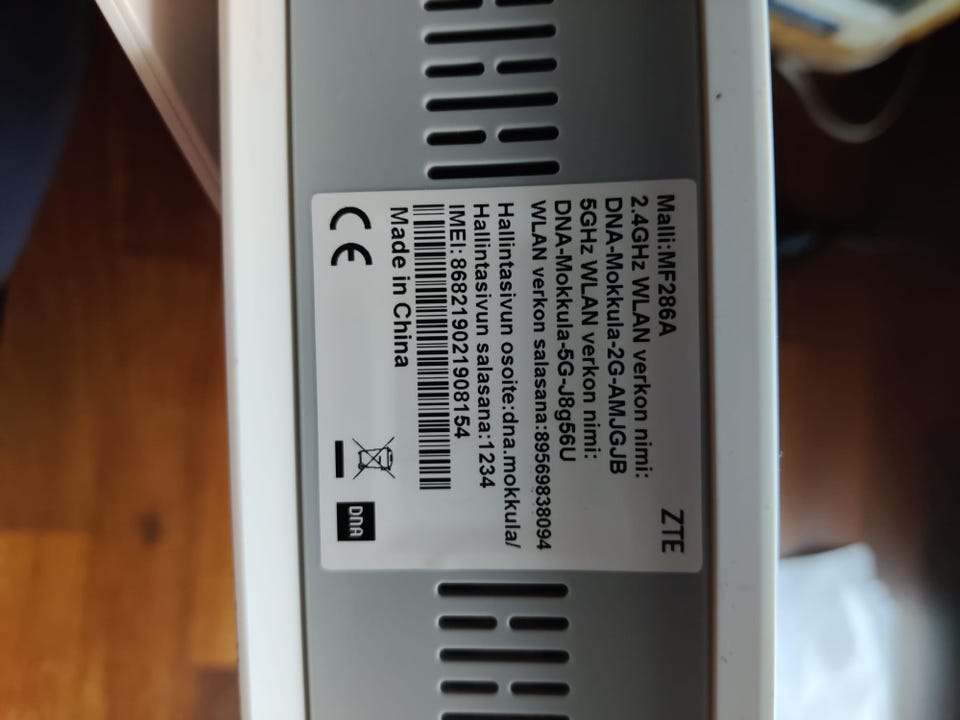 Malli:MF286A
ZTE
2.4GHz WLAN verkon nimi:
DNA-Mokkula-2G-AMJGJB
5GHz WLAN verkon nimi:
DNA-Mokkula-5G-J8g56U
WLAN verkon salasana:89569838094
Hallintasivun osoite:dna.mokkula/
Hallintasivun salasana:1234
IMEI: 868219021908154
Made in China
CE
DNA